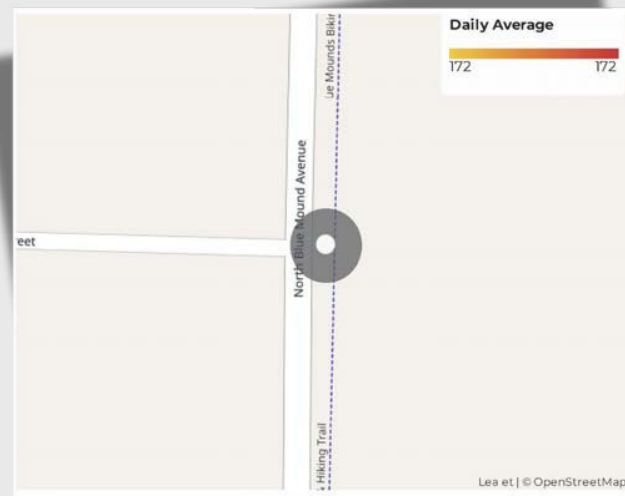 Daily Average
172 172
ue Mounds Bikin
North Blue Mound Avenue
reet
Hiking Trail
Lea et | © OpenStreetMap